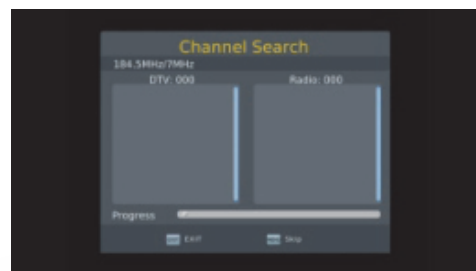 Channel Search
184.5MHz/7MHz
DTV: 000 Radio: 000
Progress
EXIT Skip